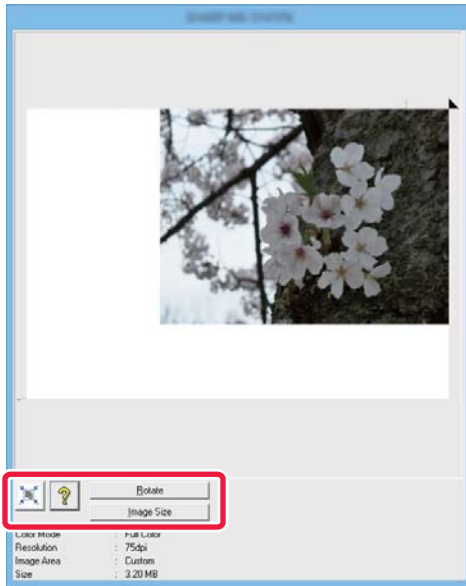 ?
Rotate
Image Size
Color Mode : Full Color
Resolution : 75dpi
Image Area : Custom
Size : 3.20 MB